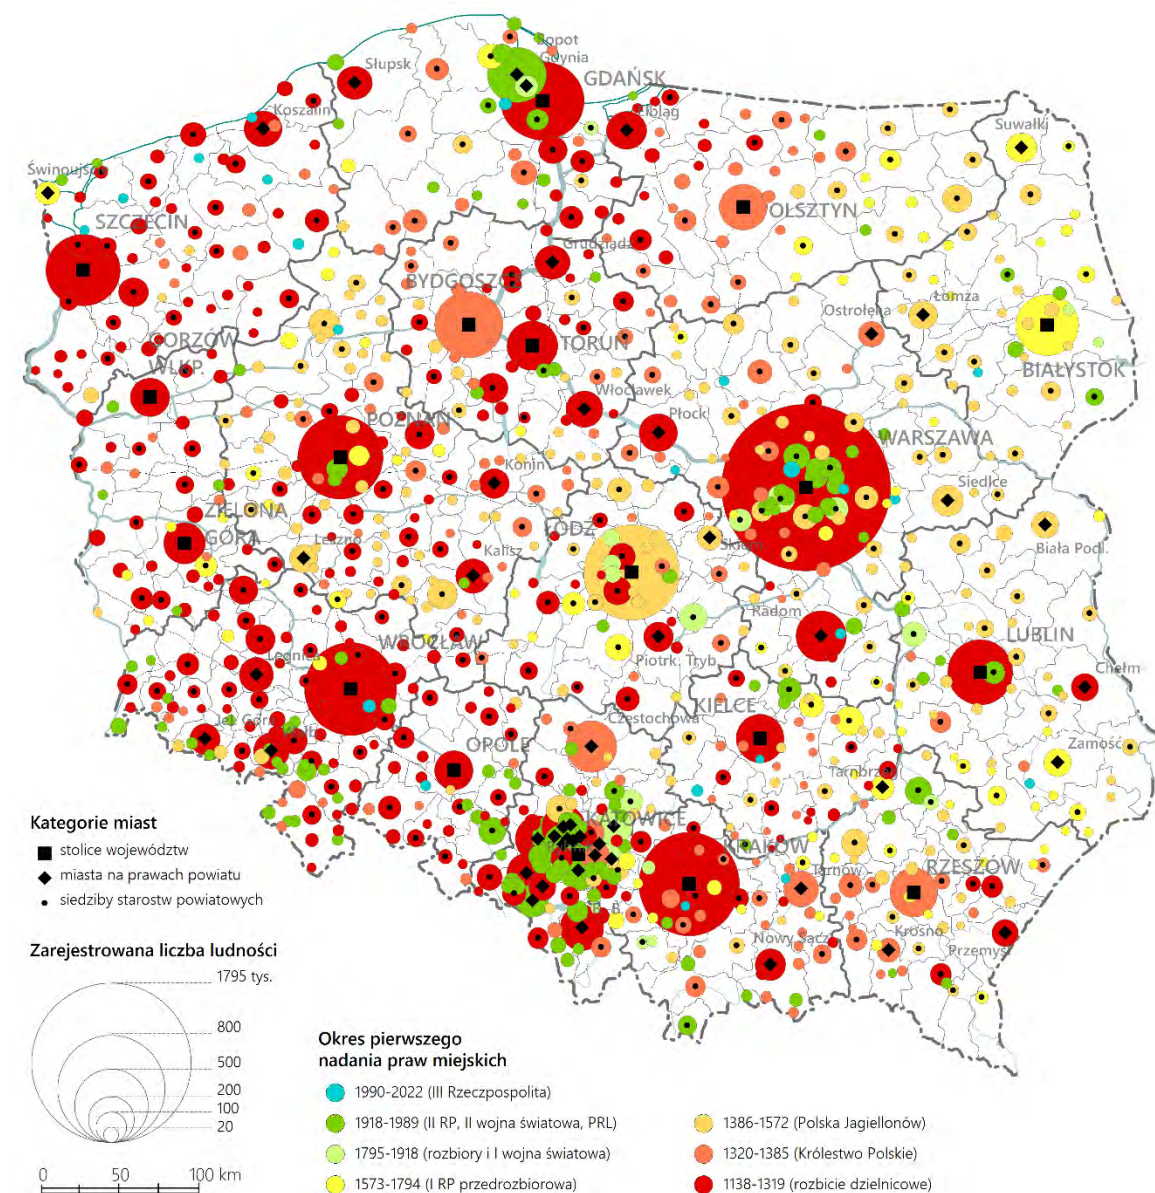 Sopot
Gdynia
GDAŃSK
Słupsk
Koszalin
Elbląg
Suwałki
Świnoujście
SZCZECIN
OLSZTYN
Grudziądz
BYDGOSZCZ
Łomża
Ostrołęka
GORZÓW
WLKP.
TORUŃ
BIAŁYSTOK
Włocławek
Płock
POZNAŃ
WARSZAWA
Konin
Siedlce
ZIELONA
GÓRA
ŁÓDŹ
Leszno
Skiern.
Biała Podl.
Kalisz
Radom
LUBLIN
WROCŁAW
Legnica
Piotrk. Tryb.
Chełm
KIELCE
Jel. Góra
Wałb.
Częstochowa
OPOLE
Zamość
Tarnbrzeg
KATOWICE
KRAKÓW
RZESZÓW
Tarnów
B.-B.
Nowy Sącz
Krosno
Przemyśl
Kategorie miast
stolice województw
miasta na prawach powiatu
siedziby starostw powiatowych
Zarejestrowana liczba ludności
1795 tys.
800
500
200
100
20
0 50 100 km
Okres pierwszego
nadania praw miejskich
1990-2022 (III Rzeczpospolita)
1918-1989 (II RP, II wojna światowa, PRL)
1795-1918 (rozbiory i I wojna światowa)
1573-1794 (I RP przedrozbiorowa)
1386-1572 (Polska Jagiellonów)
1320-1385 (Królestwo Polskie)
1138-1319 (rozbicie dzielnicowe)